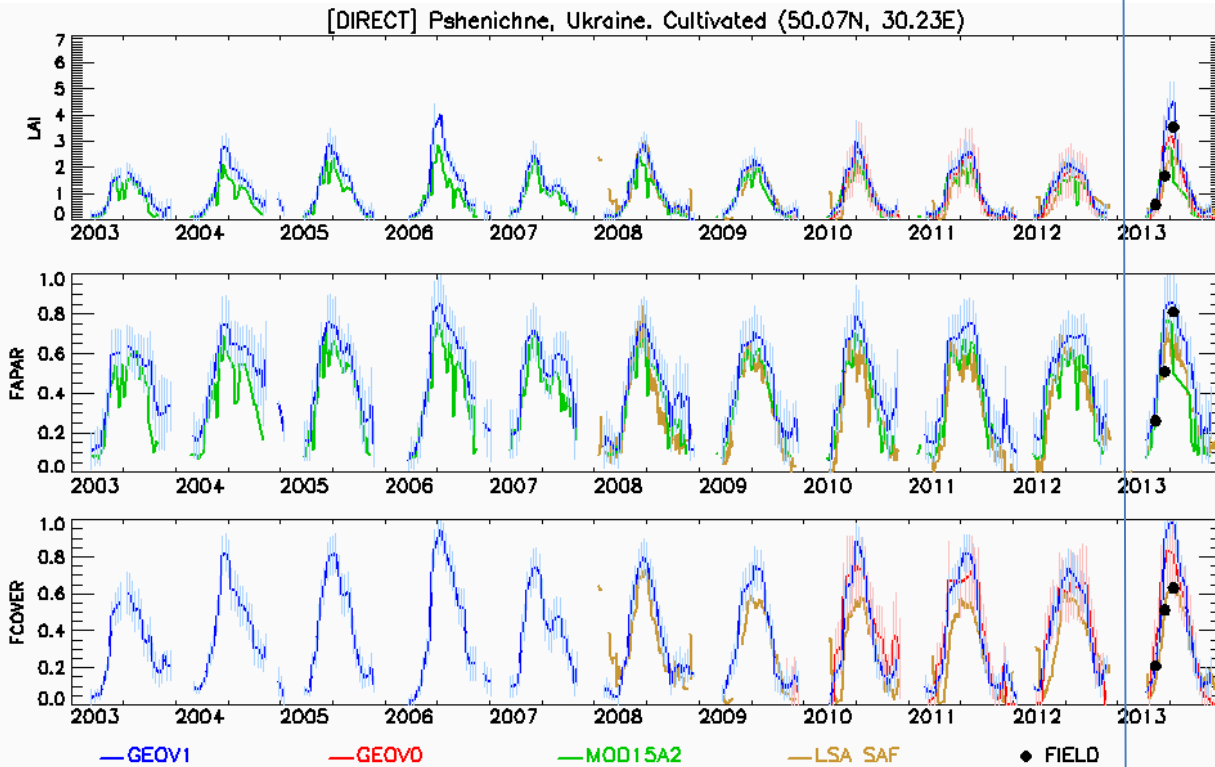 [DIRECT] Pshenichne, Ukraine. Cultivated (50.07N, 30.23E)
7
6
5
4
3
2
1
0
LAI
2003 2004 2005 2006 2007 2008 2009 2010 2011 2012 2013
1.0
0.8
0.6
0.4
0.2
0.0
FAPAR
2003 2004 2005 2006 2007 2008 2009 2010 2011 2012 2013
1.0
0.8
0.6
0.4
0.2
0.0
FCOVER
2003 2004 2005 2006 2007 2008 2009 2010 2011 2012 2013
GEOV1 GEOV0 MOD15A2 LSA SAF FIELD